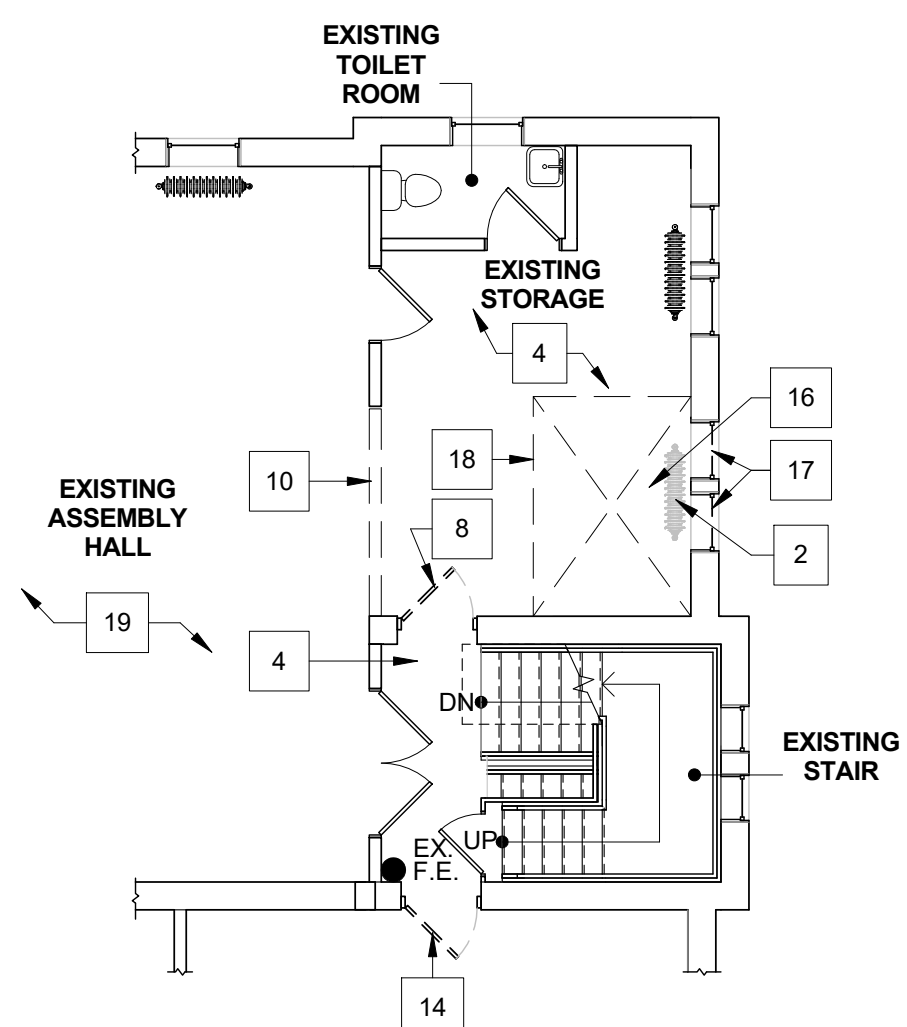 EXISTING
TOILET
ROOM
EXISTING
STORAGE
4
16
18
17
10
EXISTING
ASSEMBLY
HALL
8
2
19
4
DN
EXISTING
STAIR
UP
EX.
F.E.
14